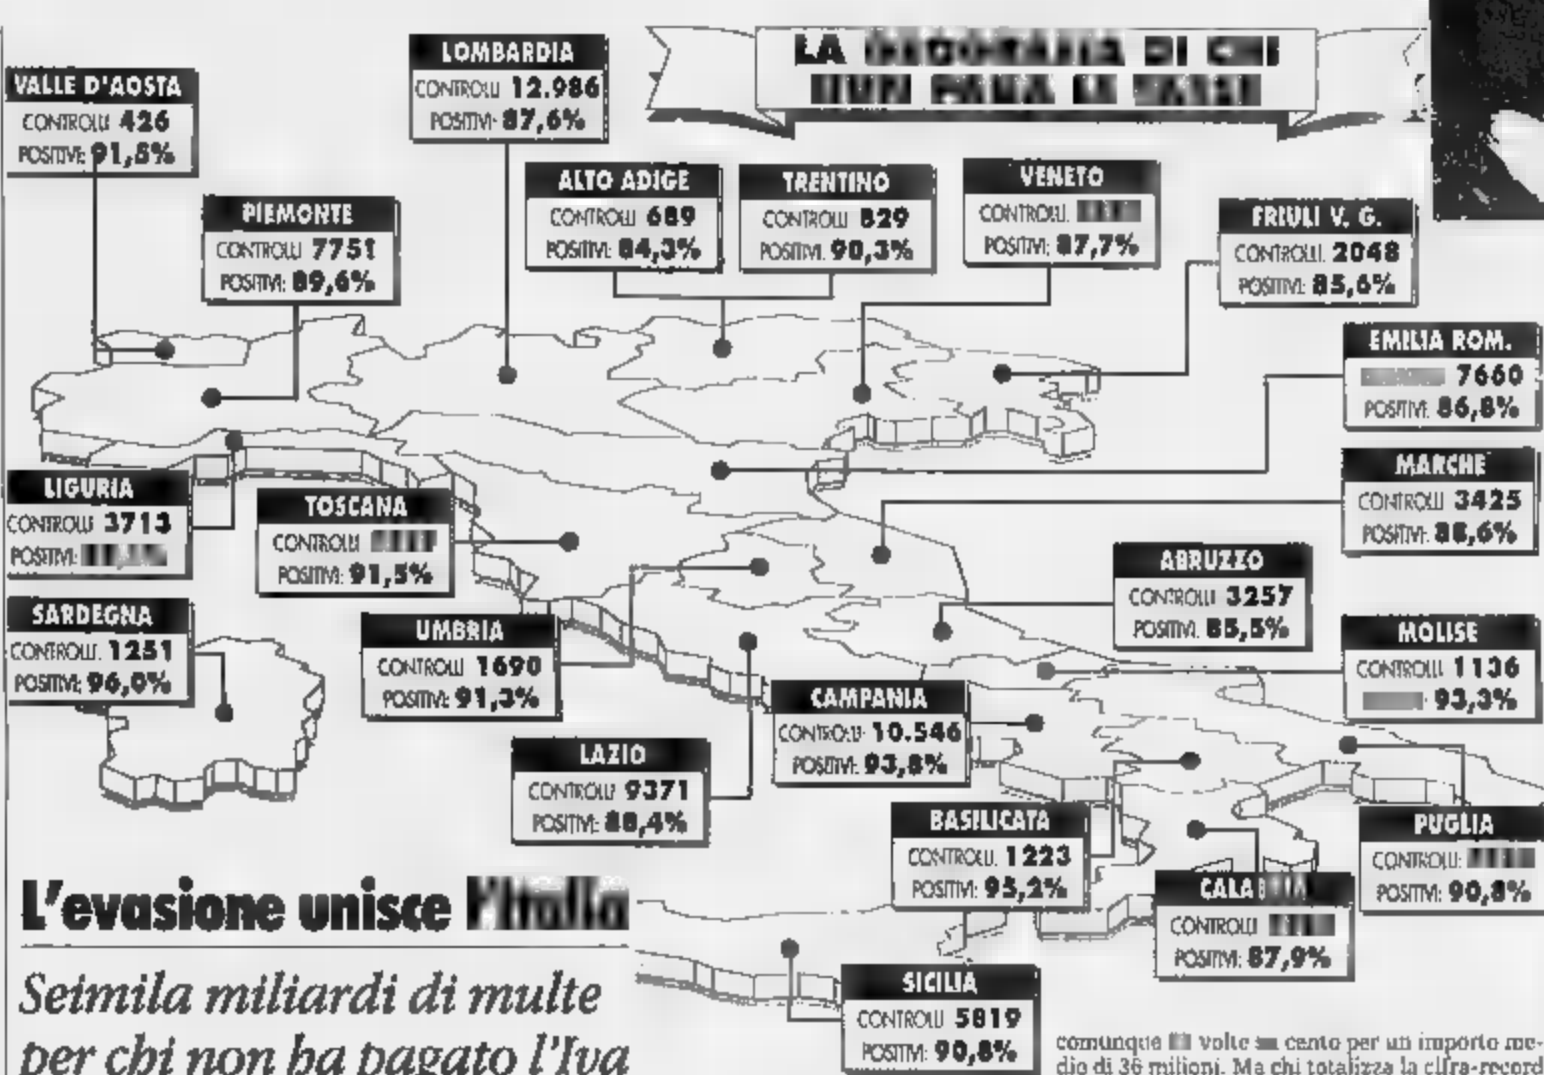 LA DI CHI
VALLE D'AOSTA
CONTROLLI 426
POSITIVI: 91,5%
LOMBARDIA
CONTROLLI 12.986
POSITIVI: 87,6%
PIEMONTE
CONTROLLI 7751
POSITIVI: 89,6%
ALTO ADIGE
CONTROLLI 689
POSITIVI: 84,3%
TRENTINO
CONTROLLI 829
POSITIVI: 90,3%
VENETO
CONTROLLI.
POSITIVI: 87,7%
FRIULI V. G.
CONTROLLI. 2048
POSITIVI: 85,6%
EMILIA ROM.
7660
POSITIVI: 86,8%
MARCHE
CONTROLLI 3425
POSITIVI: 88,6%
LIGURIA
CONTROLLI 3713
POSITIVI:
TOSCANA
CONTROLLI
POSITIVI: 91,5%
ABRUZZO
CONTROLLI 3257
POSITIVI. 85,5%
SARDEGNA
CONTROLLI. 1251
POSITIVI: 96,0%
UMBRIA
CONTROLLI 1690
POSITIVI: 91,3%
MOLISE
CONTROLLI. 1136
93,3%
CAMPANIA
CONTROLLI 10.546
POSITIVI: 93,8%
LAZIO
CONTROLLI 9371
POSITIVI: 88,4%
BASILICATA
CONTROLLI. 1223
POSITIVI: 95,2%
PUGLIA
CONTROLLI:
POSITIVI: 90,8%
CONTROLLI
POSITIVI: 87,9%
SICILIA
CONTROLLI 5819
POSITIVI: 90,8%
L'evasione unisce l'Italia
Seimila miliardi di multe
per chi non ha pagato l'Iva
comunque volte su cento per un importo me-
dio di 36 milioni. Ma chi totalizza la cifra-record